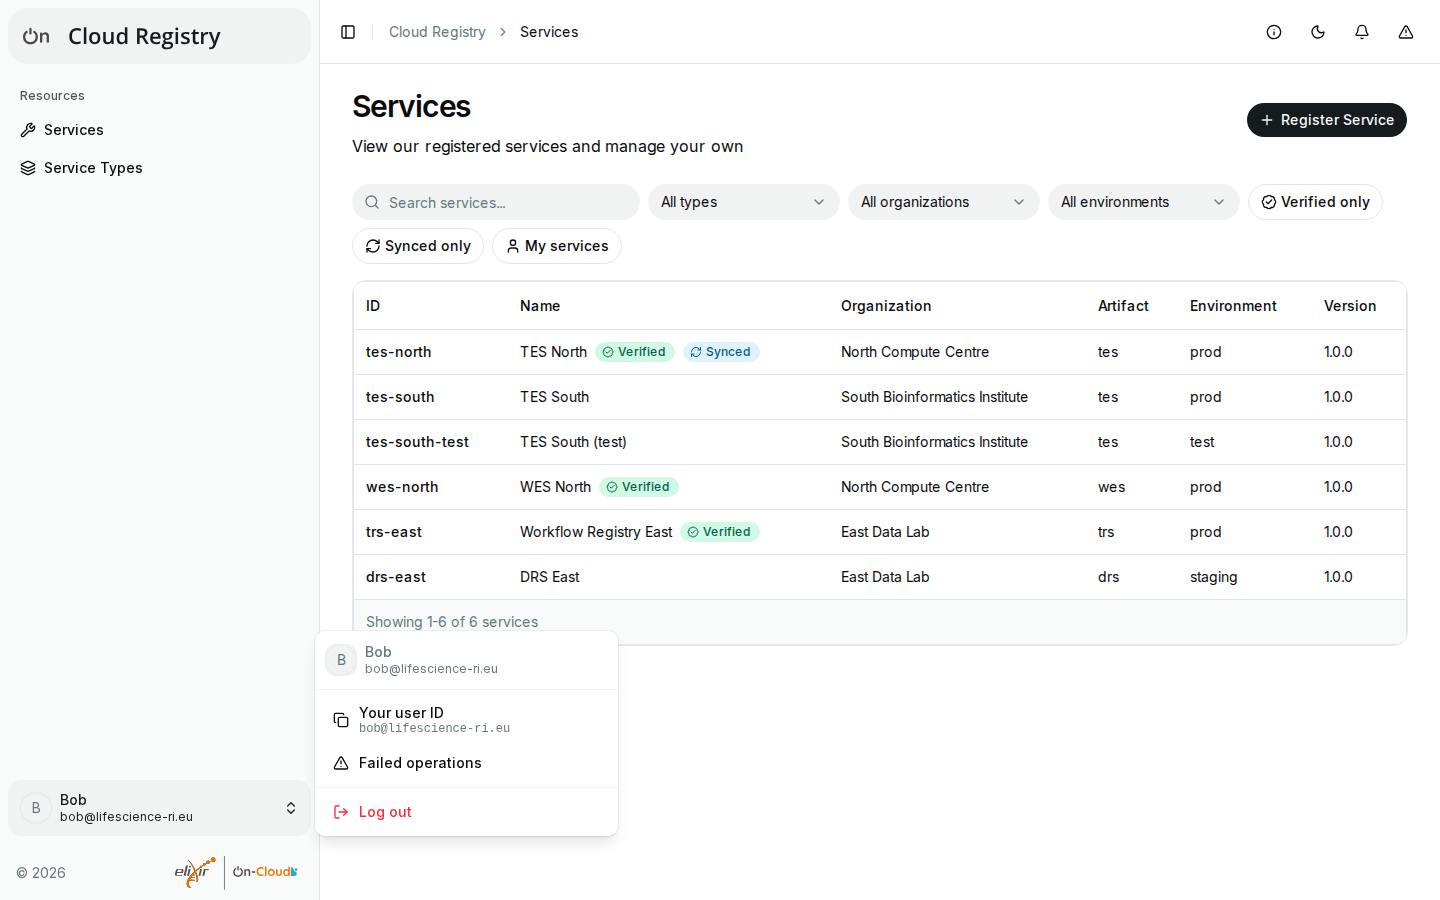 On Cloud Registry
Resources
Services
Service Types
Cloud Registry > Services
Services
View our registered services and manage your own
Register Service
Search services...
All types
All organizations
All environments
Verified only
Synced only
My services
ID Name Organization Artifact Environment Version
tes-north TES North Verified Synced North Compute Centre tes prod 1.0.0
tes-south TES South South Bioinformatics Institute tes prod 1.0.0
tes-south-test TES South (test) South Bioinformatics Institute tes test 1.0.0
wes-north WES North Verified North Compute Centre wes prod 1.0.0
trs-east Workflow Registry East Verified East Data Lab trs prod 1.0.0
drs-east DRS East East Data Lab drs staging 1.0.0
Showing 1-6 of 6 services
B Bob
bob@lifescience-ri.eu
Your user ID
bob@lifescience-ri.eu
Failed operations
Log out
B Bob
bob@lifescience-ri.eu
© 2026
elixir On-Cloud